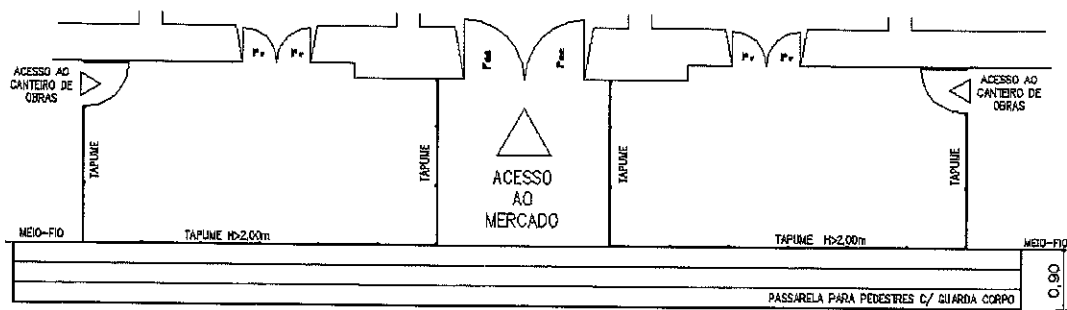 ACESSO AO
CANTEIRO DE
OBRAS
TAPUME
TAPUME
ACESSO
AO
MERCADO
TAPUME
TAPUME
ACESSO AO
CANTEIRO DE
OBRAS
MEIO-FIO
TAPUME H>2,00m
TAPUME H>2,00m
MEIO-FIO
PASSARELA PARA PEDESTRES C/ GUARDA CORPO
0,90